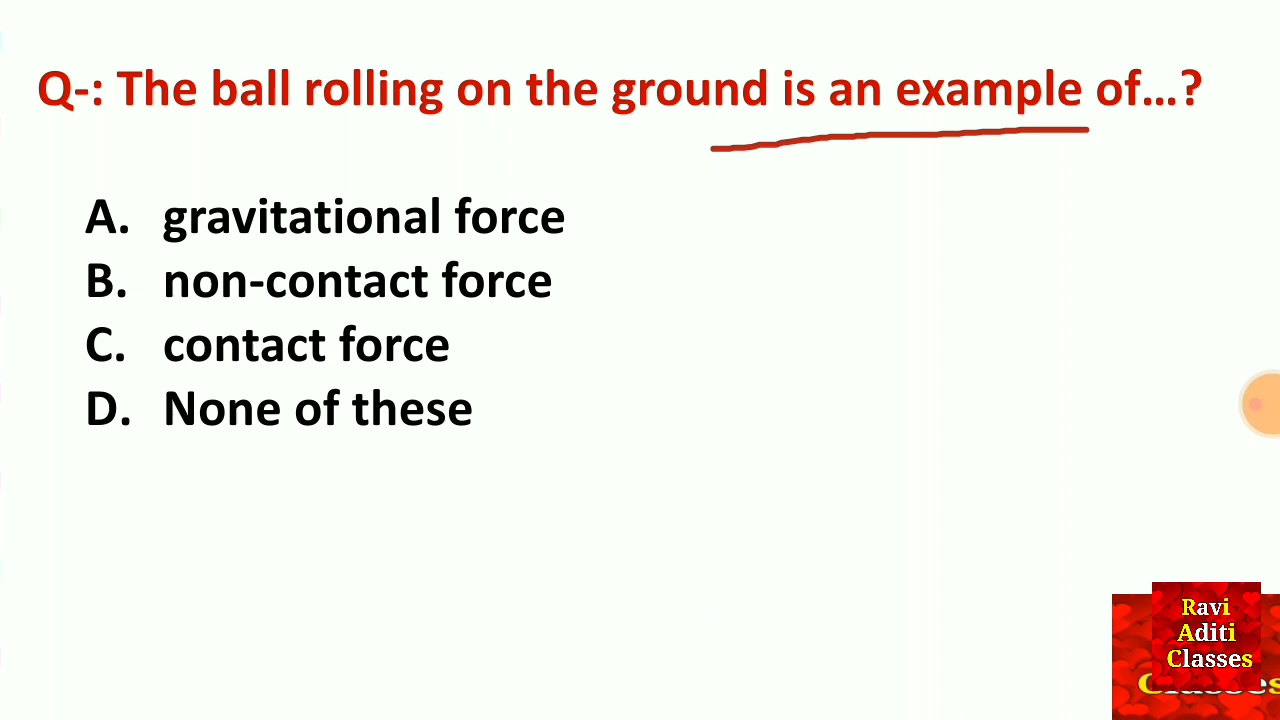 Q-: The ball rolling on the ground is an example of...?
A. gravitational force
B. non-contact force
C. contact force
D. None of these
Ravi
Aditi
Classes
Classes